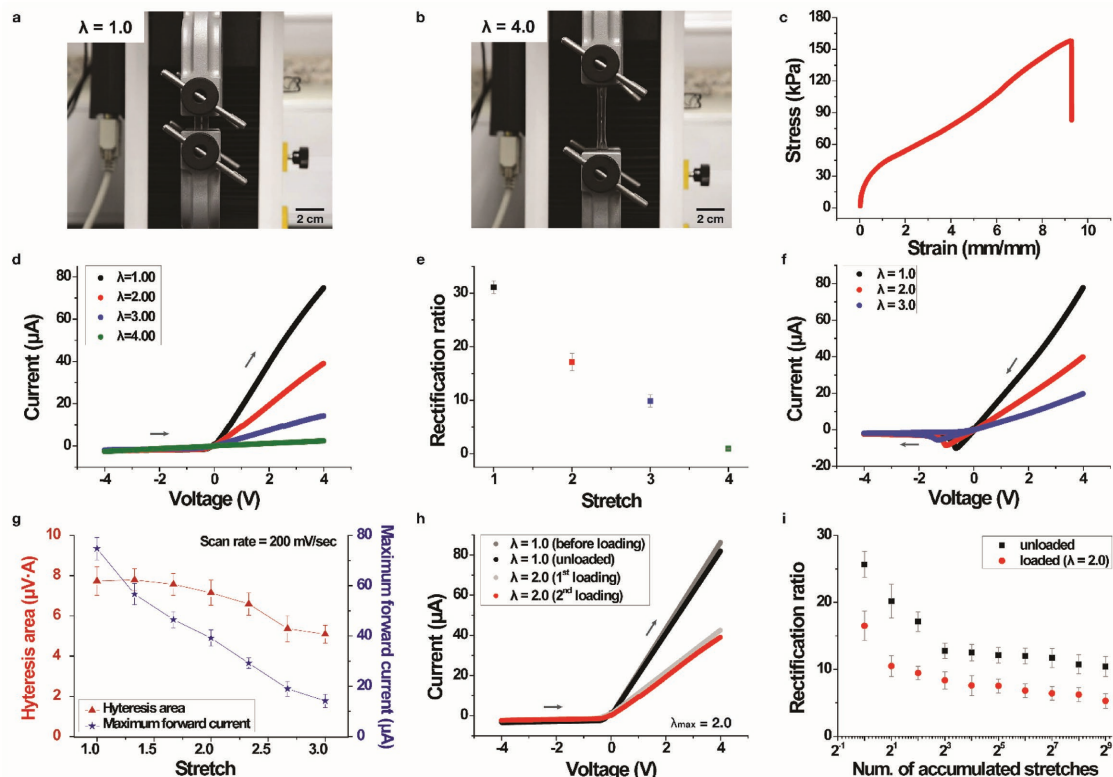 a
λ = 1.0
2 cm
b
λ = 4.0
2 cm
c
Stress (kPa)
180
150
120
90
60
30
0
0
2
4
6
8
10
Strain (mm/mm)
d
λ=1.00
λ=2.00
λ=3.00
λ=4.00
Current (µA)
80
60
40
20
0
-4
-2
0
2
4
Voltage (V)
e
Rectification ratio
30
20
10
0
1
2
3
4
Stretch
f
λ = 1.0
λ = 2.0
λ = 3.0
Current (µA)
80
60
40
20
0
-20
-4
-2
0
2
4
Voltage (V)
g
Scan rate = 200 mV/sec
Hyteresis area (µV·A)
10
8
6
4
2
0
Hyteresis area
Maximum forward current
80
60
40
20
0
Maximum forward current (µA)
1.0
1.5
2.0
2.5
3.0
Stretch
h
λ = 1.0 (before loading)
λ = 1.0 (unloaded)
λ = 2.0 (1st loading)
λ = 2.0 (2nd loading)
Current (µA)
80
60
40
20
0
λmax = 2.0
-4
-2
0
2
4
Voltage (V)
i
unloaded
loaded (λ = 2.0)
Rectification ratio
30
20
10
0
2-1
21
23
25
27
29
Num. of accumulated stretches